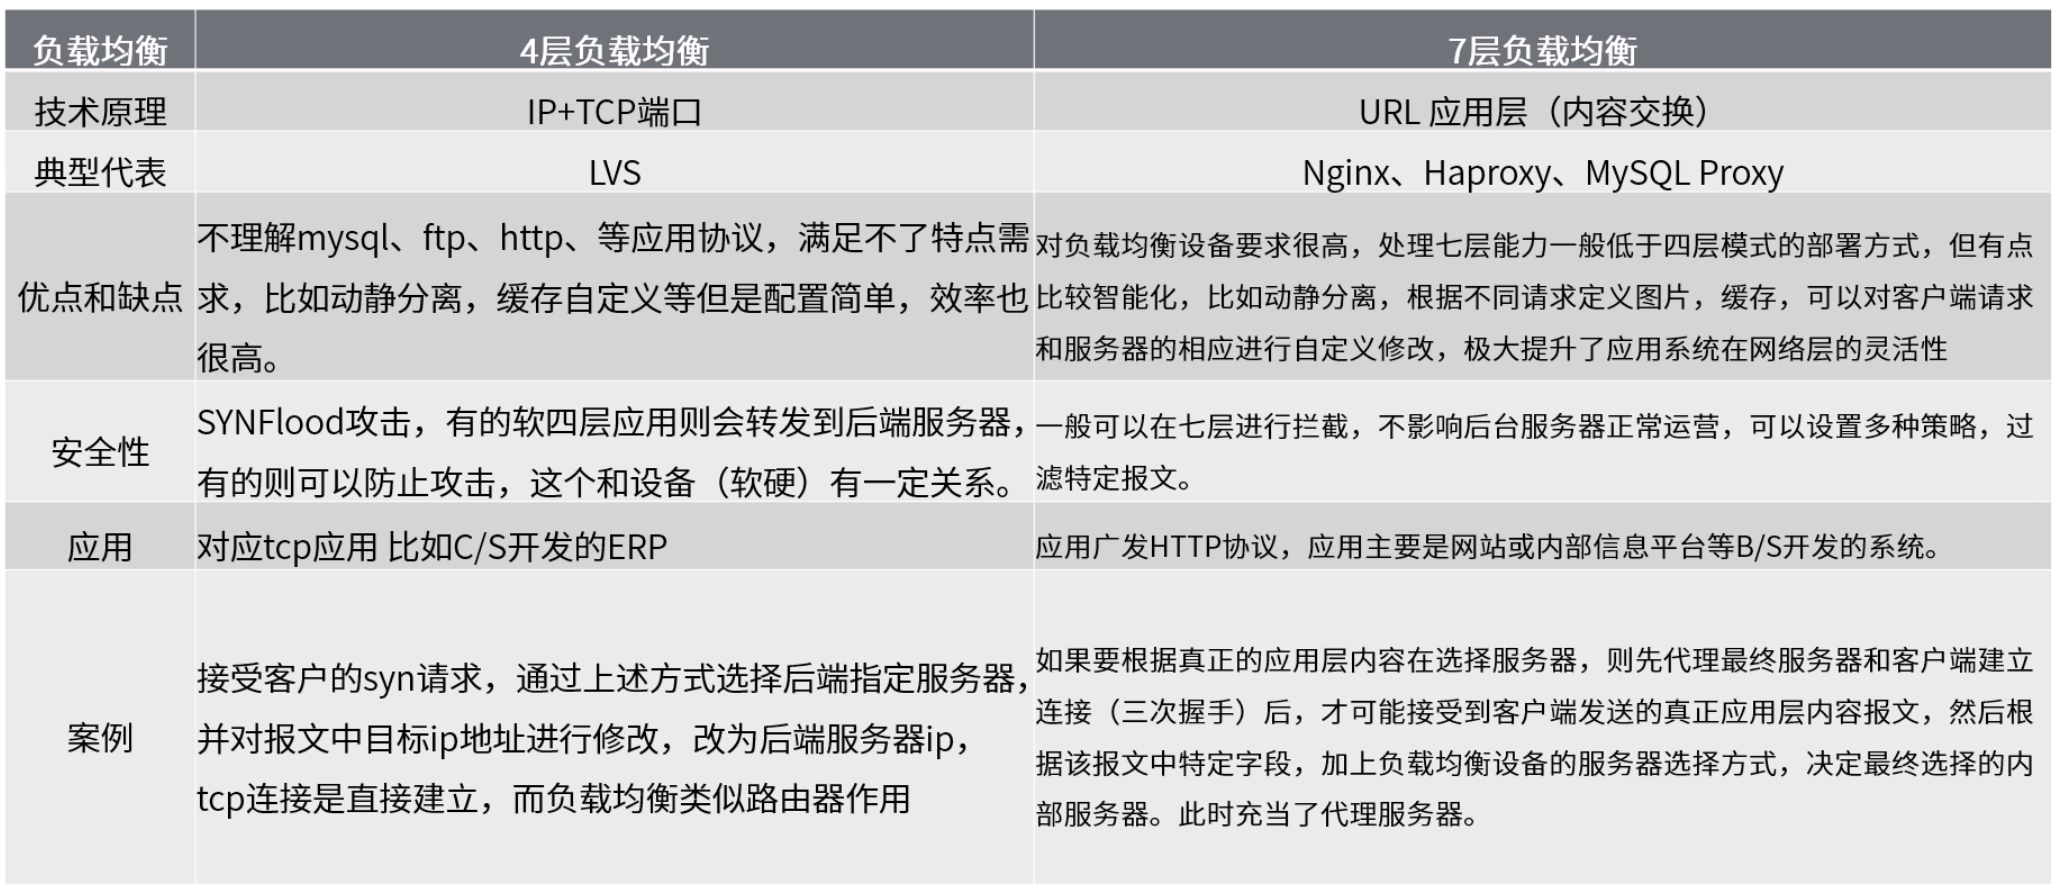 负载均衡
4层负载均衡
7层负载均衡
技术原理
IP+TCP端口
URL 应用层（内容交换）
典型代表
LVS
Nginx、Haproxy、MySQL Proxy
优点和缺点
不理解mysql、ftp、http、等应用协议，满足不了特点需
求，比如动静分离，缓存自定义等但是配置简单，效率也
很高。
对负载均衡设备要求很高，处理七层能力一般低于四层模式的部署方式，但有点
比较智能化，比如动静分离，根据不同请求定义图片，缓存，可以对客户端请求
和服务器的相应进行自定义修改，极大提升了应用系统在网络层的灵活性
安全性
SYNFlood攻击，有的软四层应用则会转发到后端服务器，
有的则可以防止攻击，这个和设备（软硬）有一定关系。
一般可以在七层进行拦截，不影响后台服务器正常运营，可以设置多种策略，过
滤特定报文。
应用
对应tcp应用 比如C/S开发的ERP
应用广发HTTP协议，应用主要是网站或内部信息平台等B/S开发的系统。
案例
接受客户的syn请求，通过上述方式选择后端指定服务器，
并对报文中目标ip地址进行修改，改为后端服务器ip，
tcp连接是直接建立，而负载均衡类似路由器作用
如果要根据真正的应用层内容在选择服务器，则先代理最终服务器和客户端建立
连接（三次握手）后，才可能接受到客户端发送的真正应用层内容报文，然后根
据该报文中特定字段，加上负载均衡设备的服务器选择方式，决定最终选择的内
部服务器。此时充当了代理服务器。